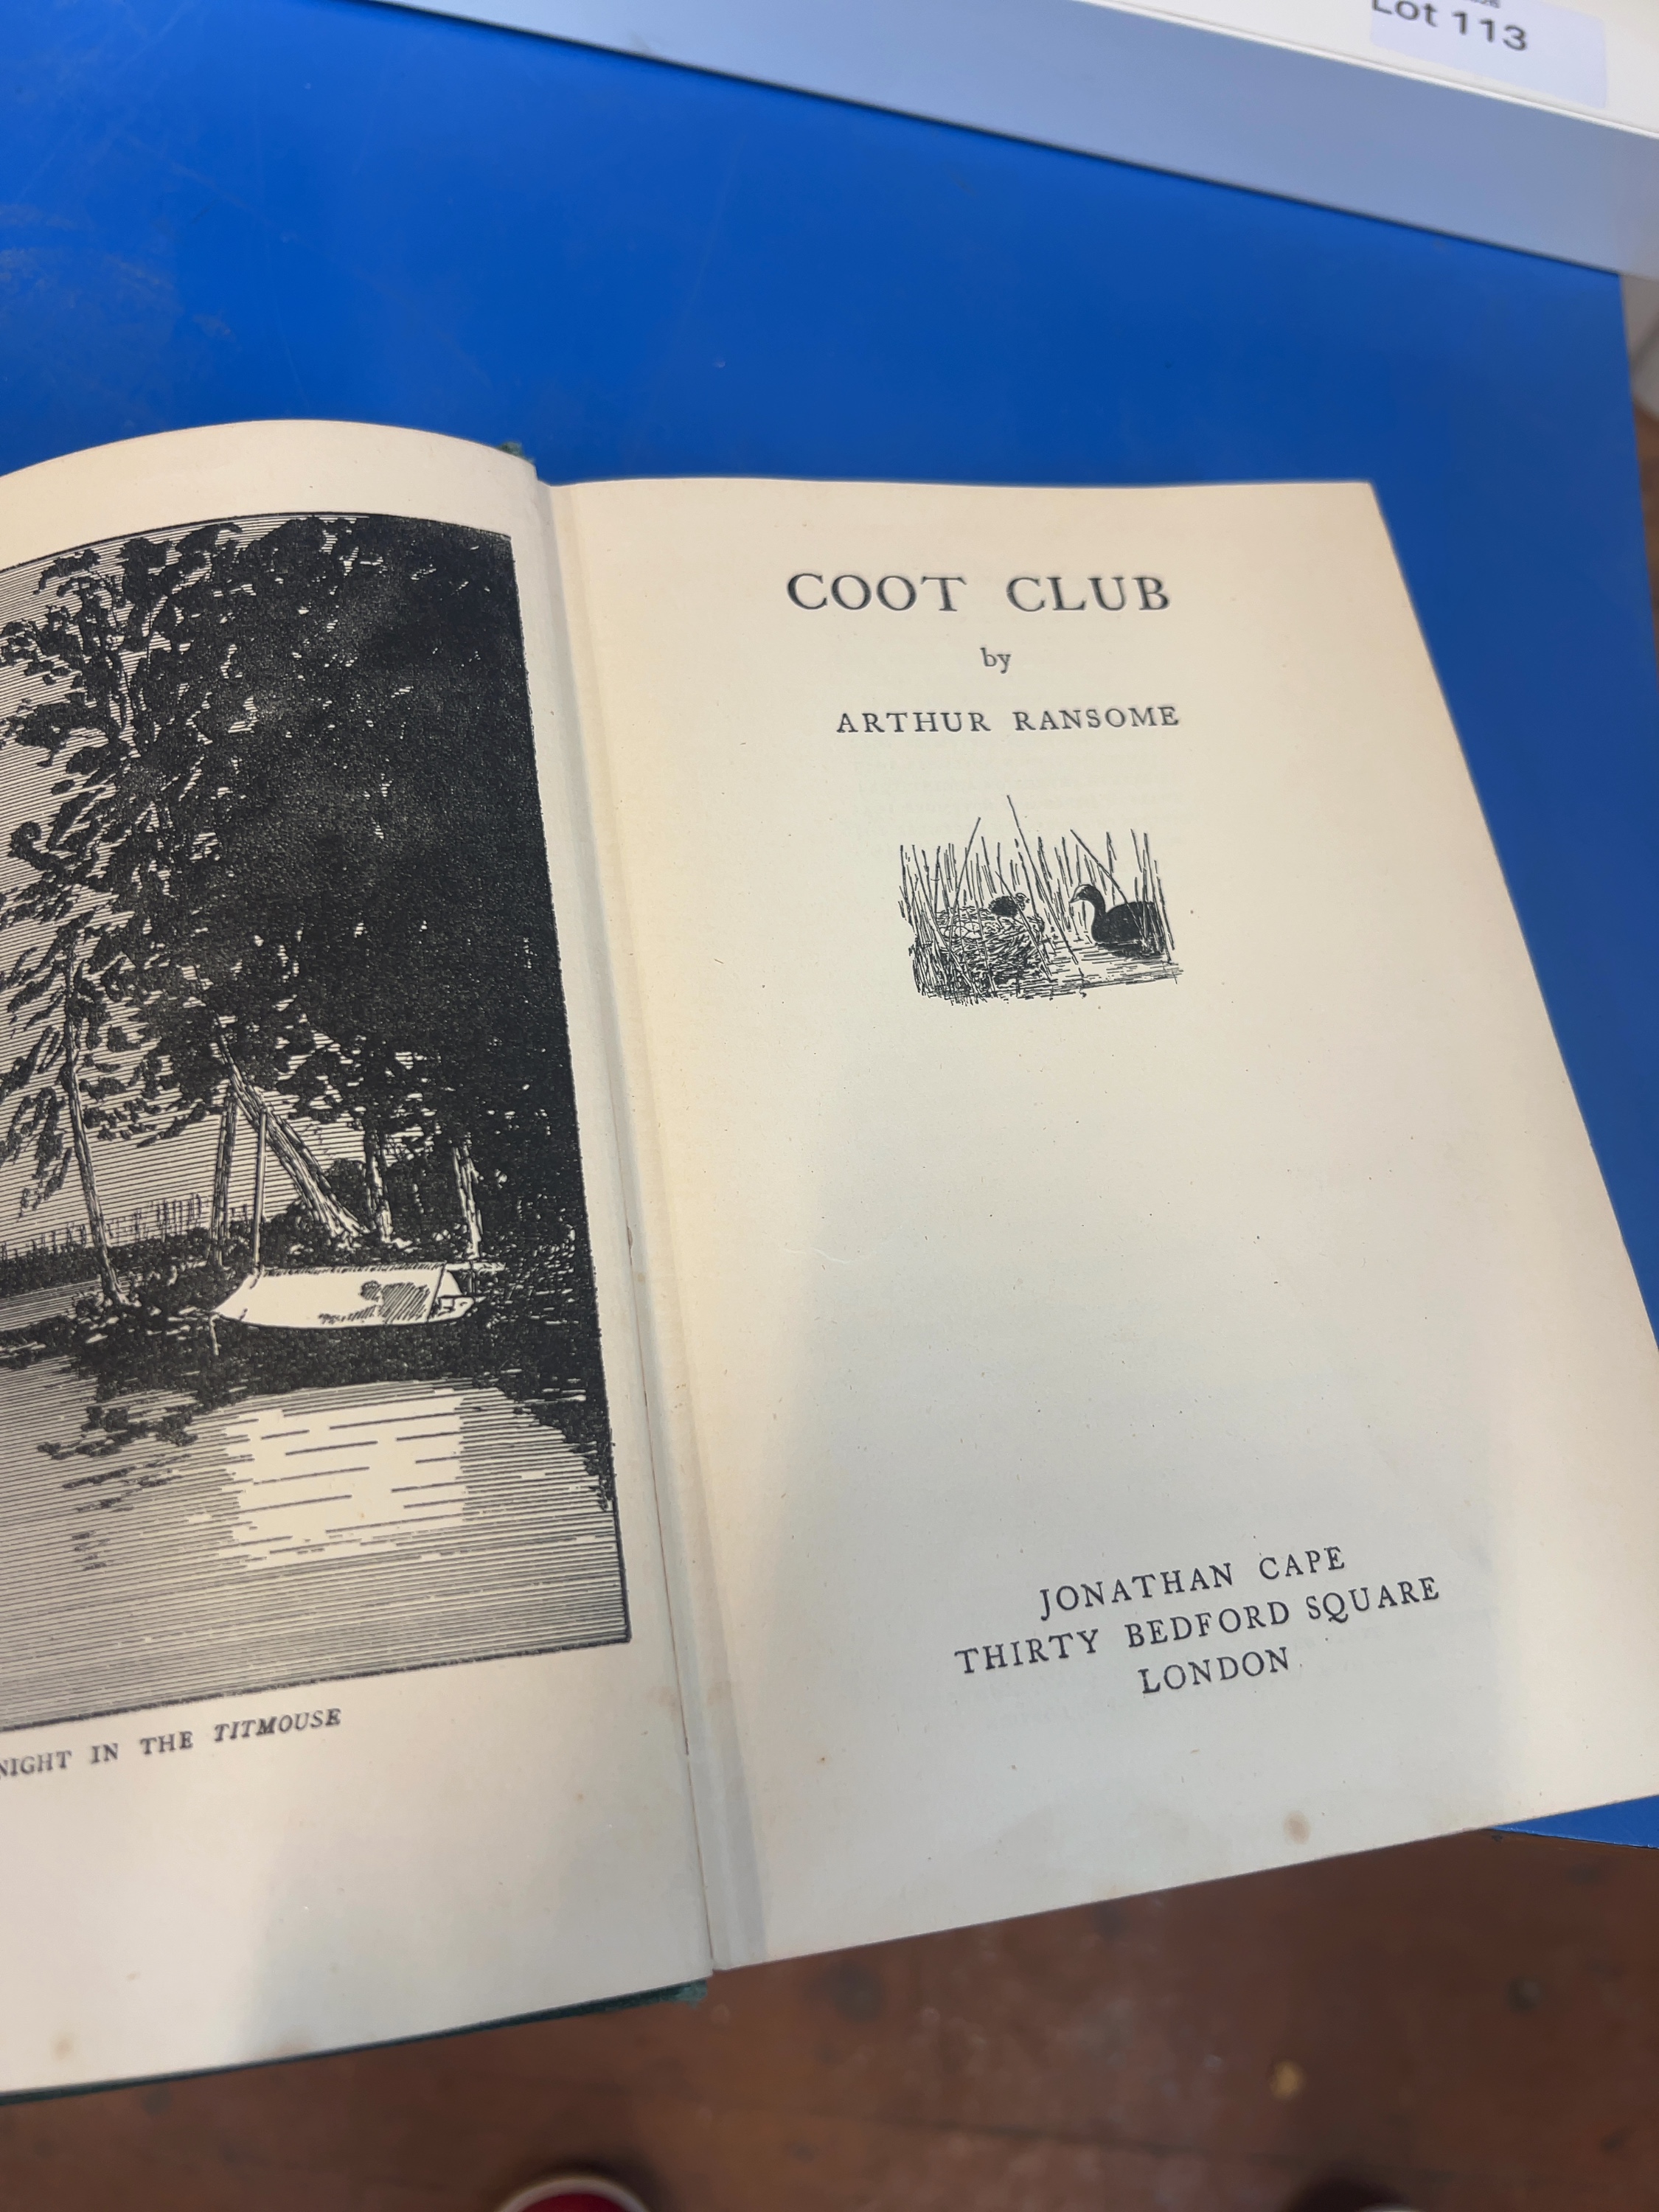 Lot 113
COOT CLUB
by
ARTHUR RANSOME
JONATHAN CAPE
THIRTY BEDFORD SQUARE
LONDON
NIGHT IN THE TITMOUSE